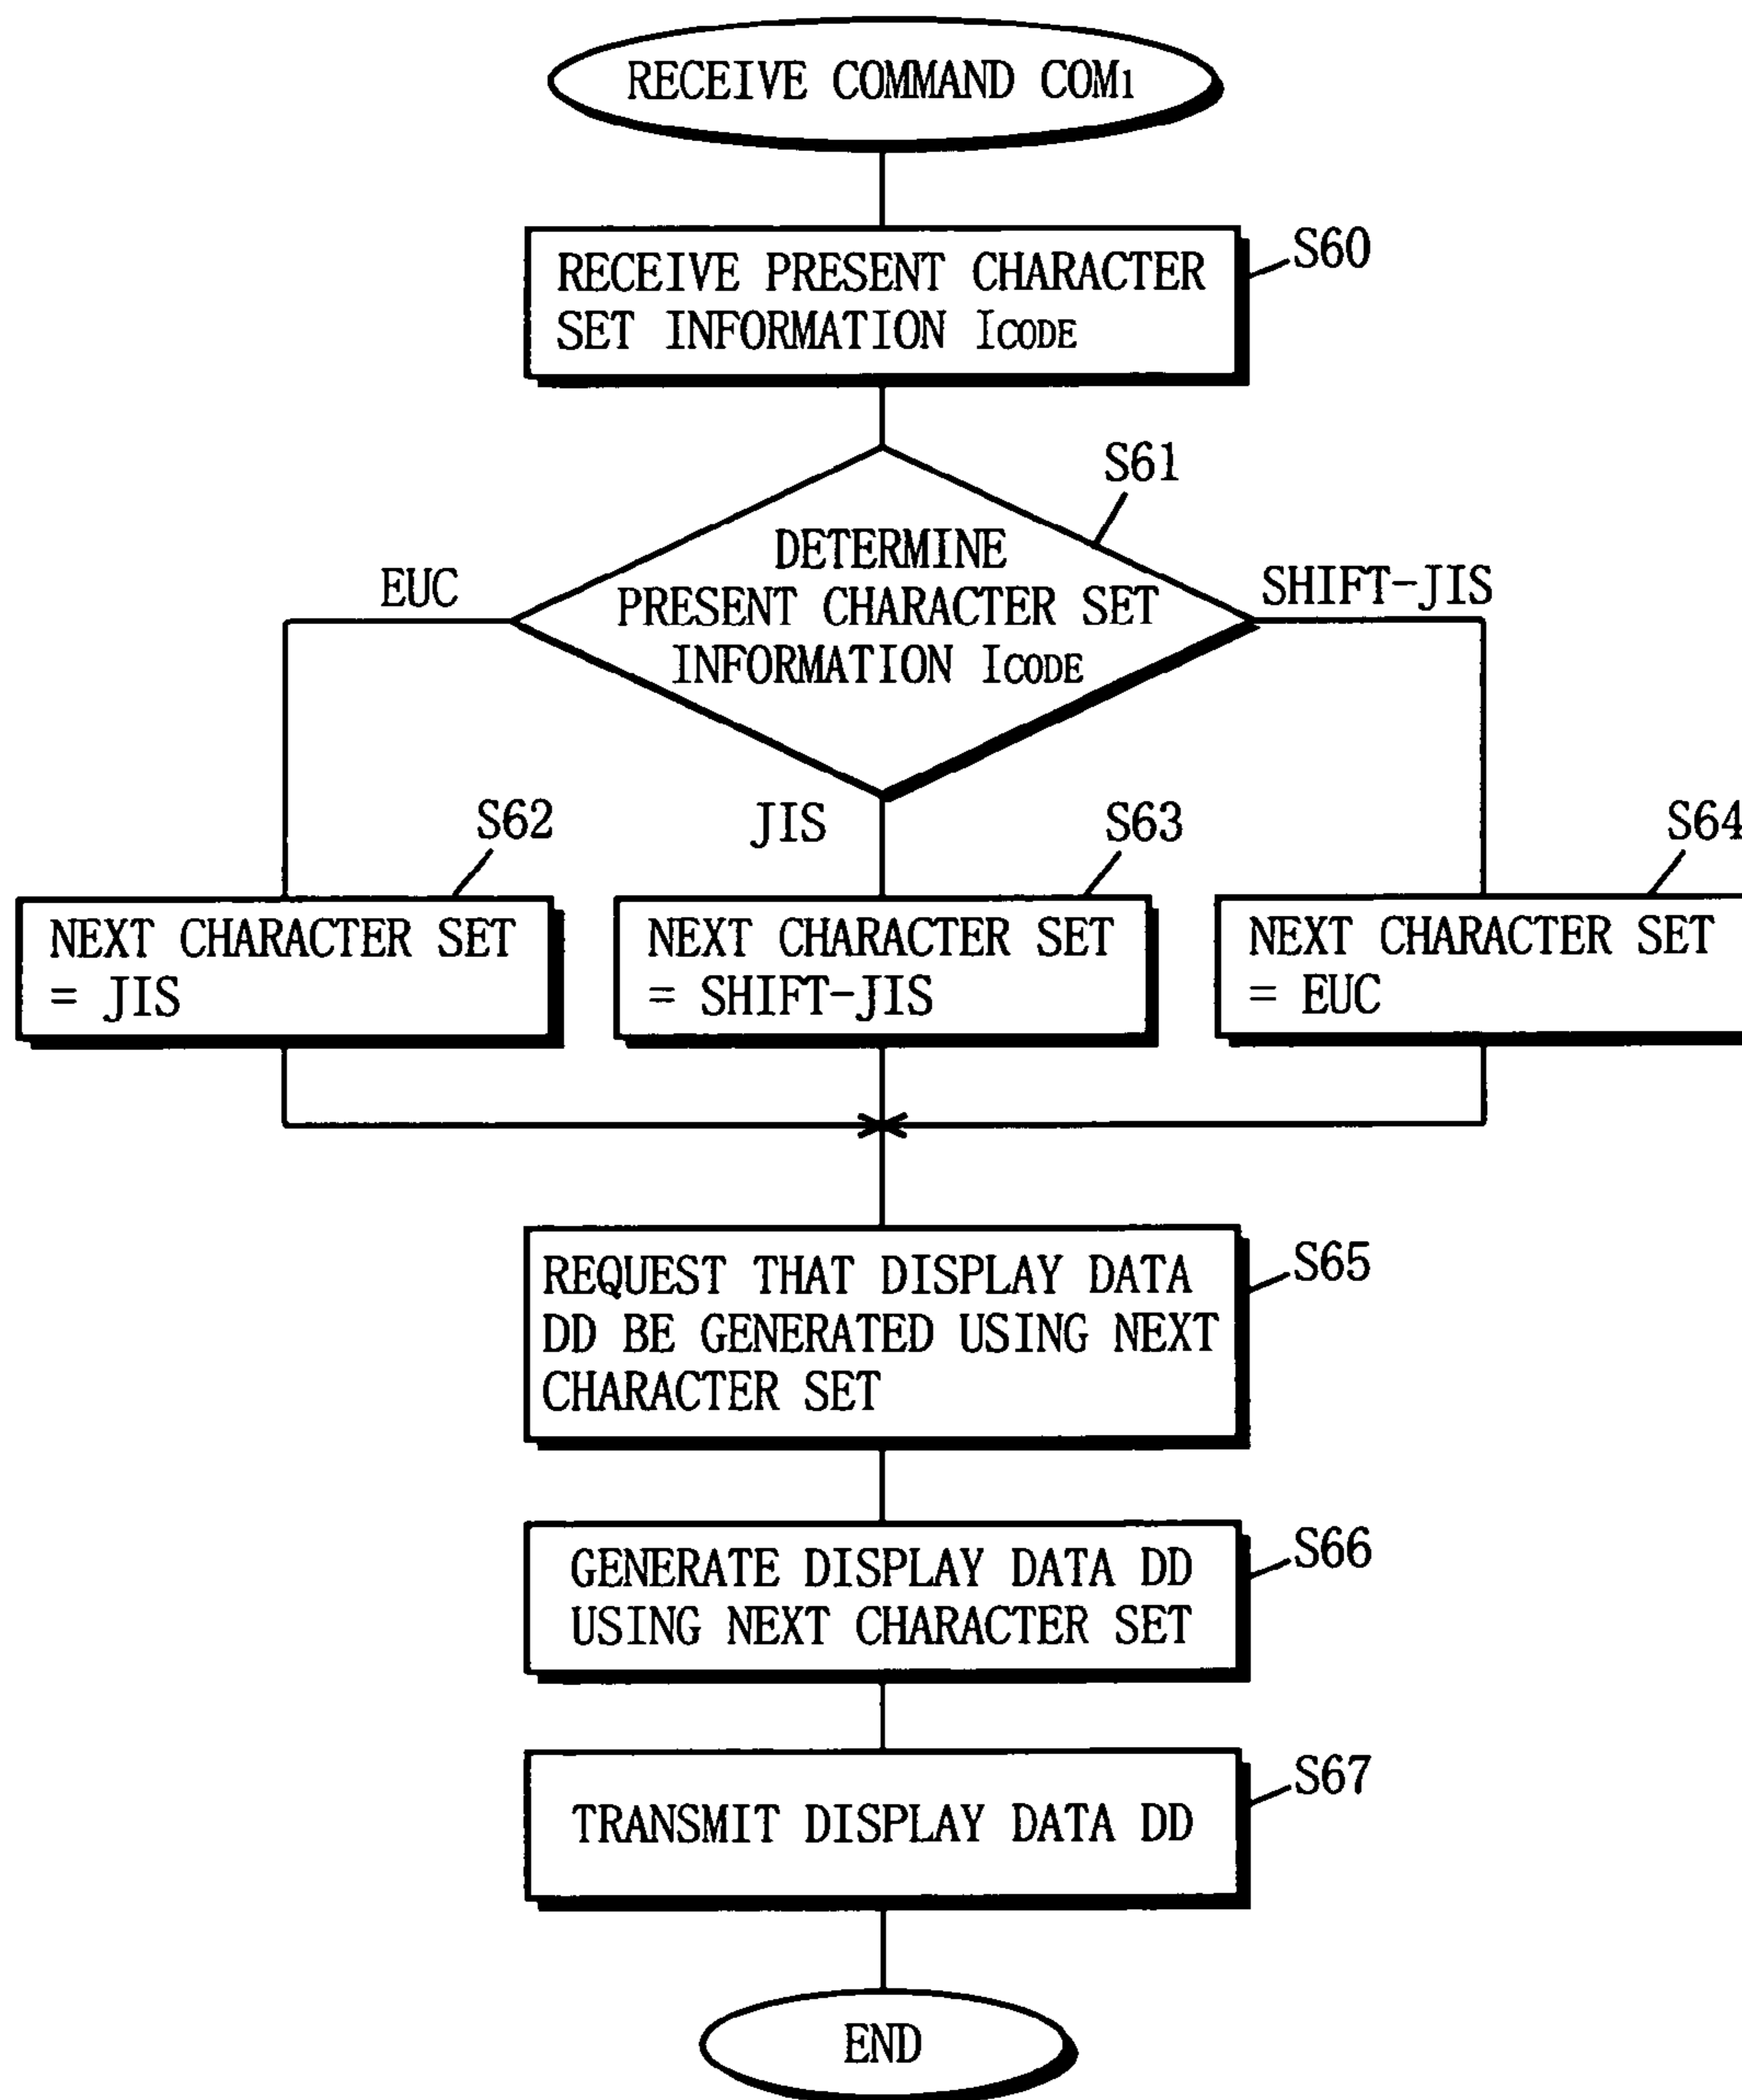 RECEIVE COMMAND COM1
S60
RECEIVE PRESENT CHARACTER
SET INFORMATION ICODE
S61
DETERMINE
PRESENT CHARACTER SET
INFORMATION ICODE
EUC
SHIFT-JIS
JIS
S62
S63
S64
NEXT CHARACTER SET
= JIS
NEXT CHARACTER SET
= SHIFT-JIS
NEXT CHARACTER SET
= EUC
S65
REQUEST THAT DISPLAY DATA
DD BE GENERATED USING NEXT
CHARACTER SET
S66
GENERATE DISPLAY DATA DD
USING NEXT CHARACTER SET
S67
TRANSMIT DISPLAY DATA DD
END